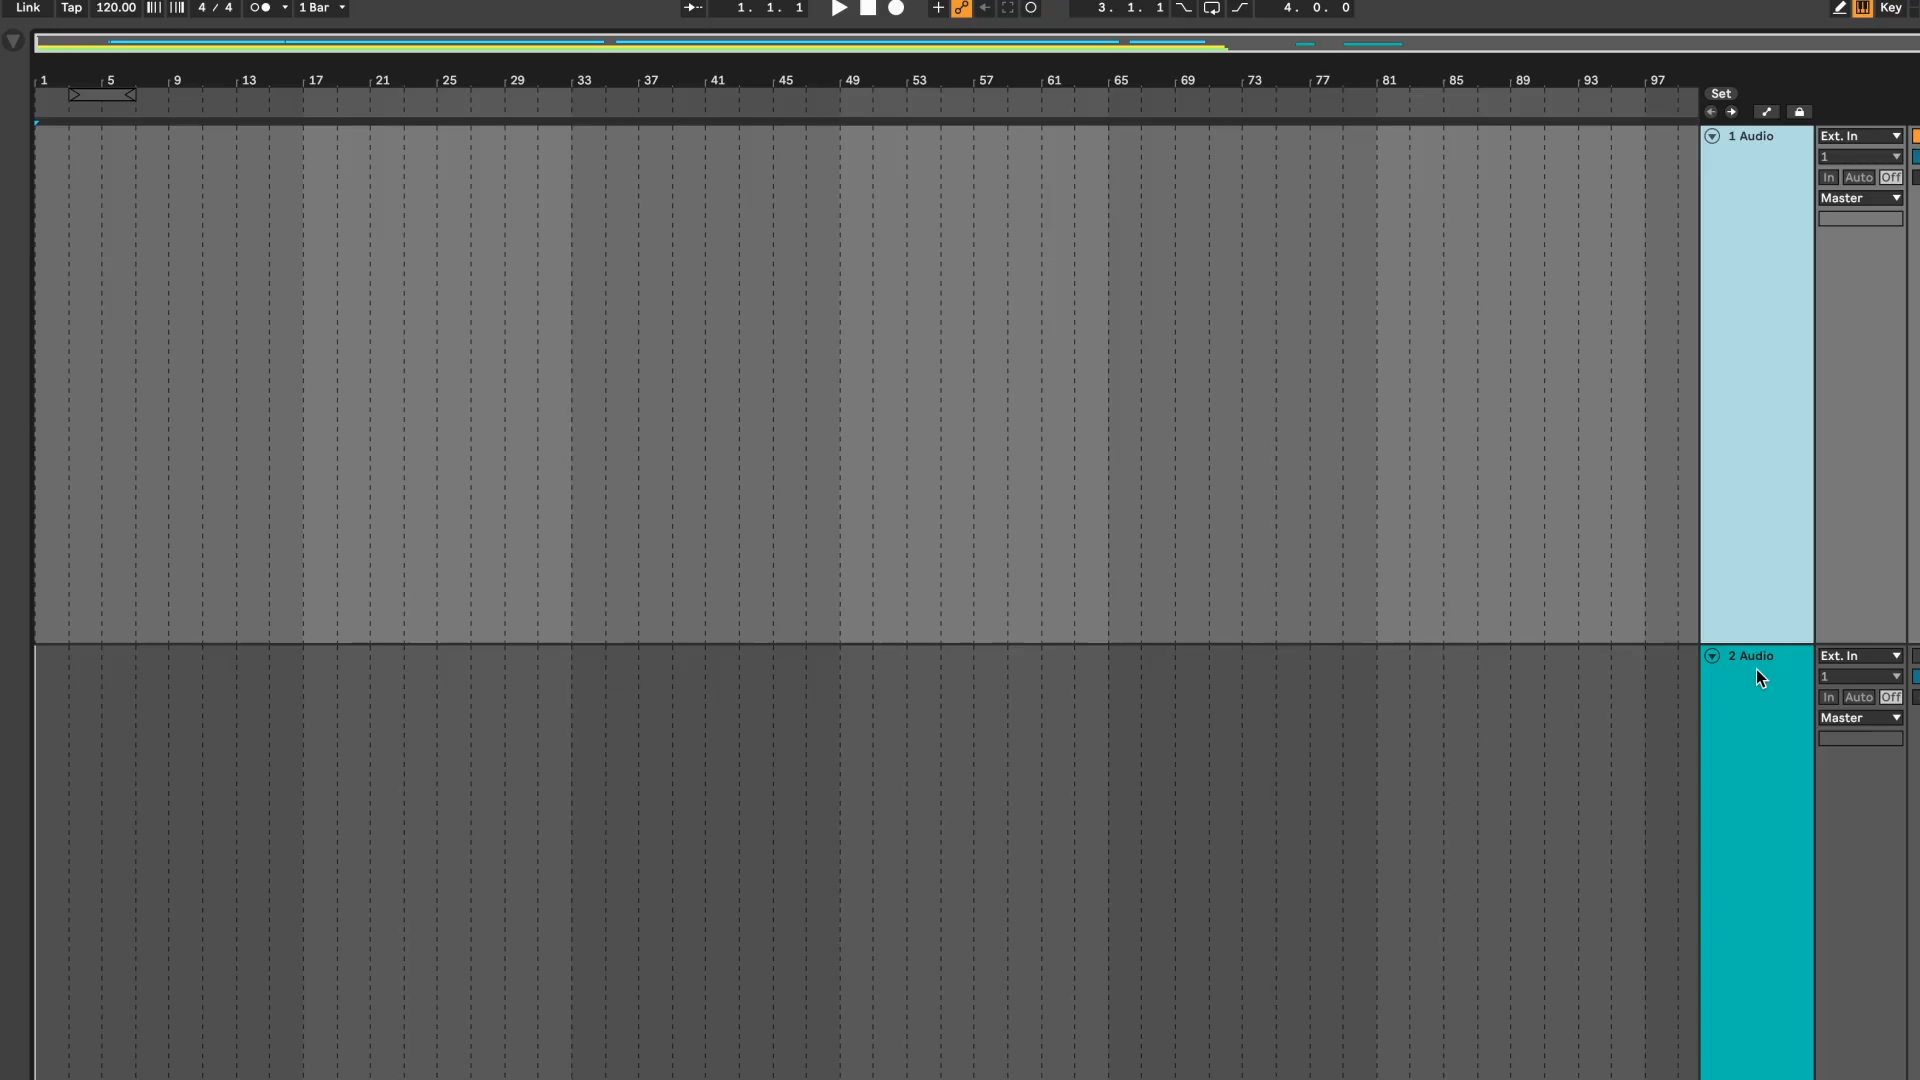 Link Tap 120.00 4 / 4 1 Bar 1. 1. 1 3. 1. 1 4. 0. 0 Key
1 5 9 13 17 21 25 29 33 37 41 45 49 53 57 61 65 69 73 77 81 85 89 93 97
Set
1 Audio Ext. In
1
In Auto Off
Master
2 Audio Ext. In
1
In Auto Off
Master